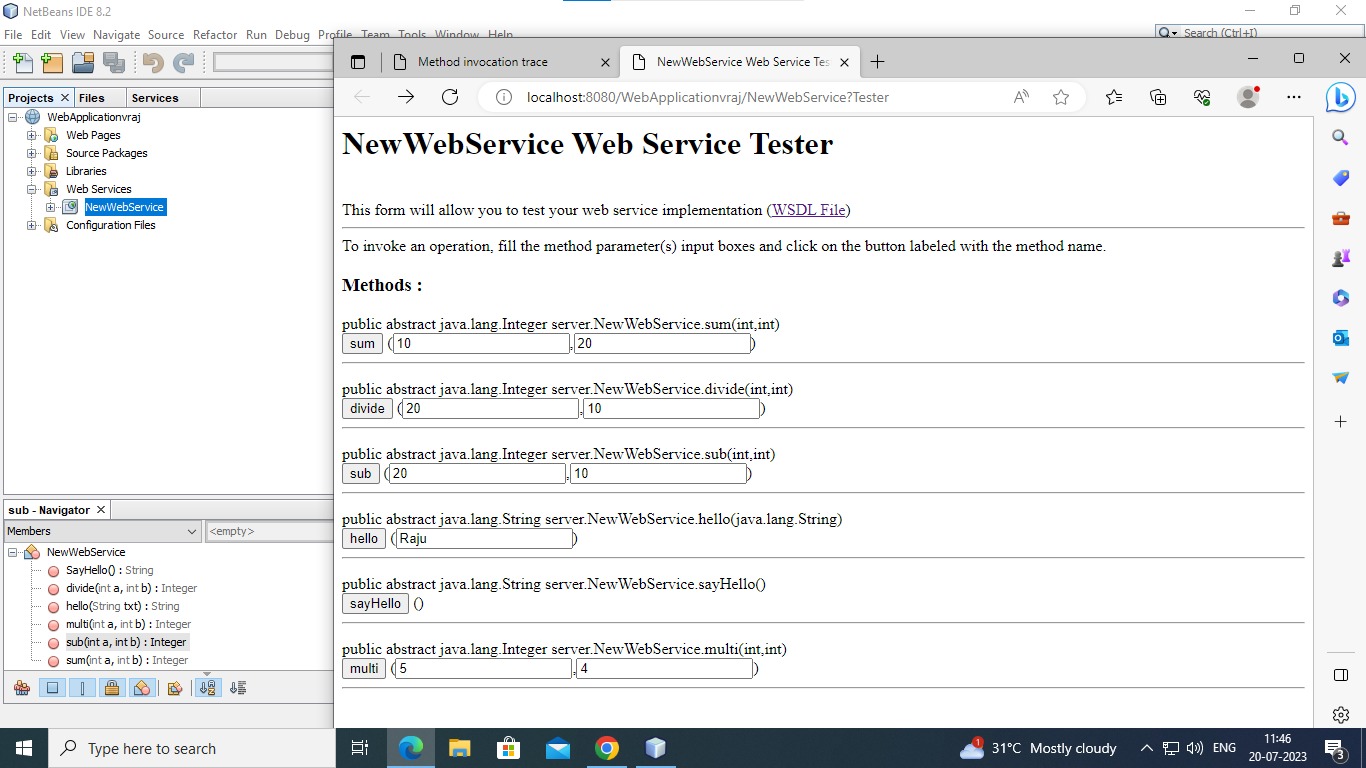 NetBeans IDE 8.2
File Edit View Navigate Source Refactor Run Debug Profile Team Tools Window Help
Search (Ctrl+I)
Method invocation trace
NewWebService Web Service Tes
localhost:8080/WebApplicationvraj/NewWebService?Tester
Projects Files Services
WebApplicationvraj
Web Pages
Source Packages
Libraries
Web Services
NewWebService
Configuration Files
NewWebService Web Service Tester
This form will allow you to test your web service implementation (WSDL File)
To invoke an operation, fill the method parameter(s) input boxes and click on the button labeled with the method name.
Methods :
public abstract java.lang.Integer server.NewWebService.sum(int,int)
sum (10,20)
public abstract java.lang.Integer server.NewWebService.divide(int,int)
divide (20,10)
public abstract java.lang.Integer server.NewWebService.sub(int,int)
sub (20,10)
public abstract java.lang.String server.NewWebService.hello(java.lang.String)
hello (Raju)
public abstract java.lang.String server.NewWebService.sayHello()
sayHello ()
public abstract java.lang.Integer server.NewWebService.multi(int,int)
multi (5,4)
sub - Navigator
Members <empty>
NewWebService
SayHello() : String
divide(int a, int b) : Integer
hello(String txt) : String
multi(int a, int b) : Integer
sub(int a, int b) : Integer
sum(int a, int b) : Integer
Type here to search
1
31°C Mostly cloudy
ENG
11:46
20-07-2023
3